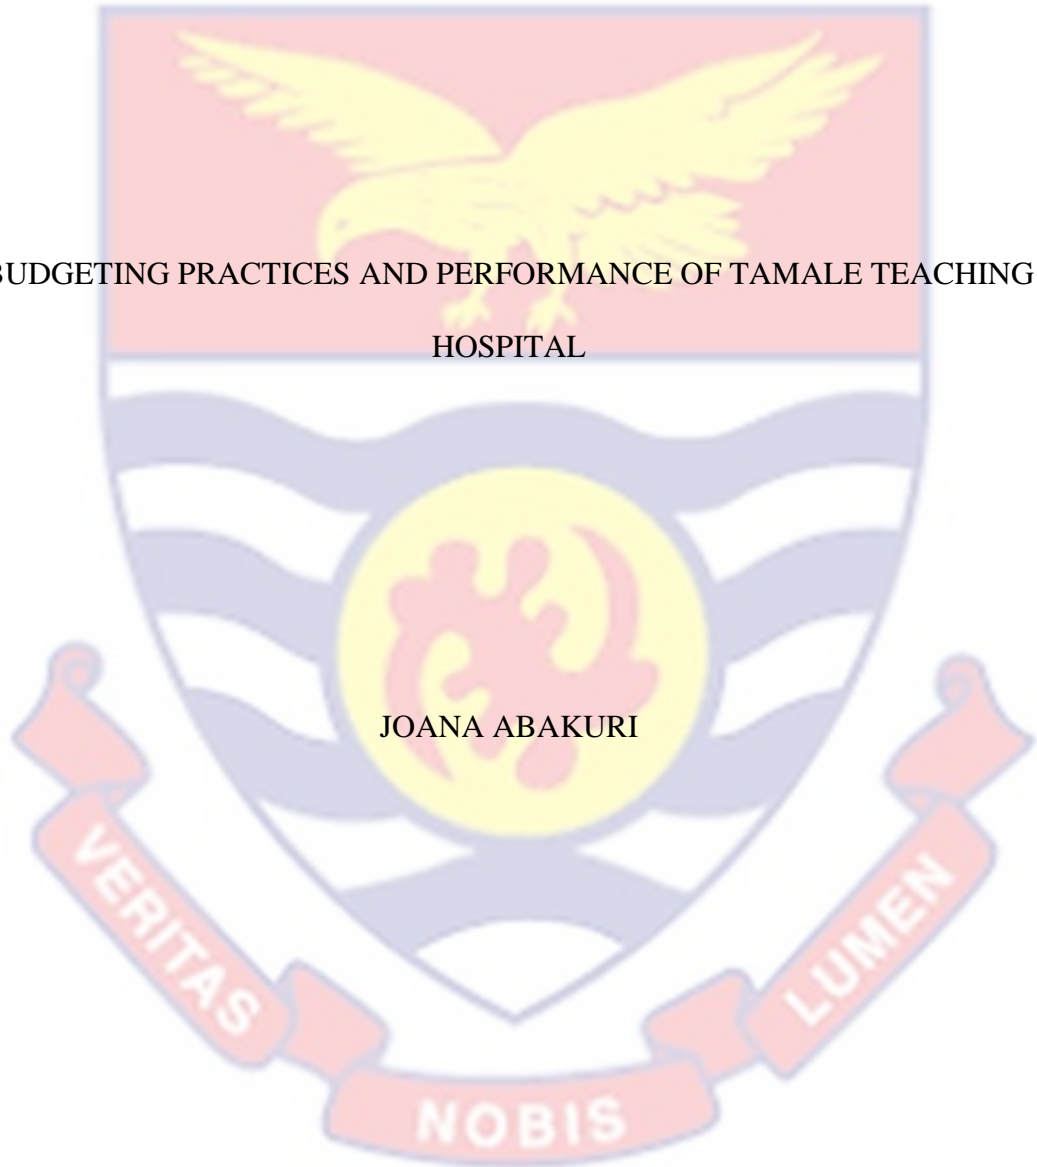 BUDGETING PRACTICES AND PERFORMANCE OF TAMALE TEACHING
HOSPITAL
JOANA ABAKURI
VERITAS
NOBIS
LUMEN